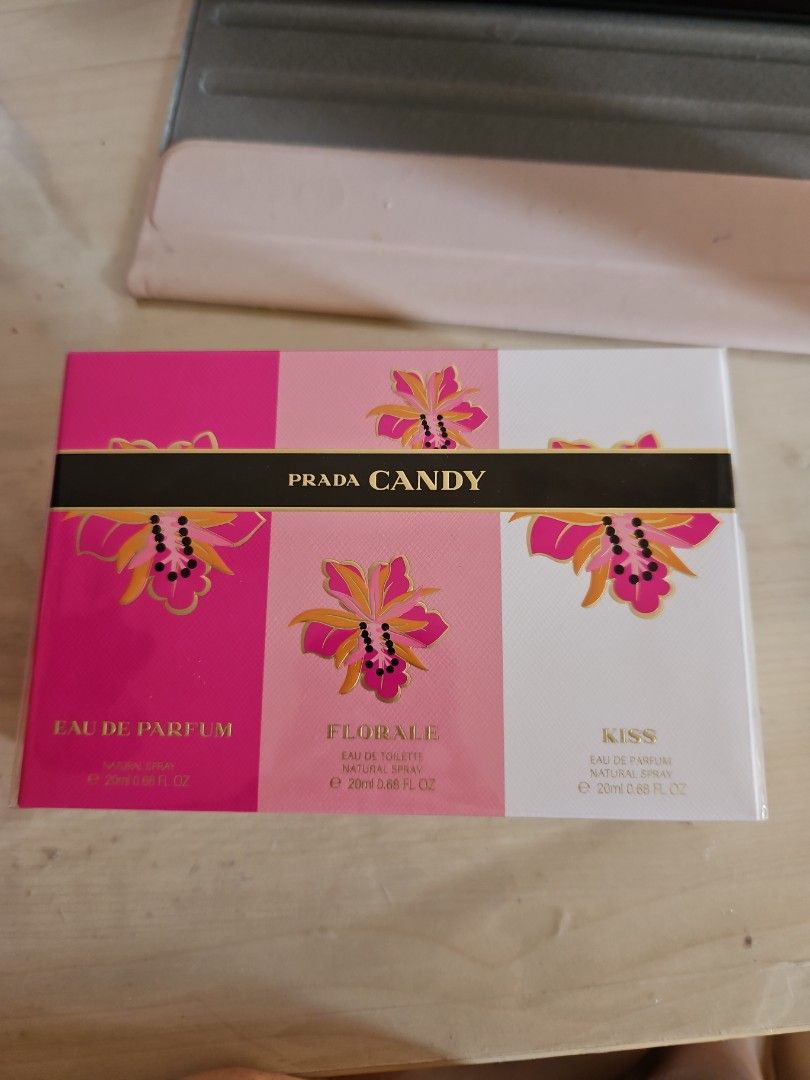 PRADA CANDY
EAU DE PARFUM
NATURAL SPRAY
℮ 20ml 0.68 FL OZ
FLORALE
EAU DE TOILETTE
NATURAL SPRAY
℮ 20ml 0.68 FL OZ
KISS
EAU DE PARFUM
NATURAL SPRAY
℮ 20ml 0.68 FL OZ